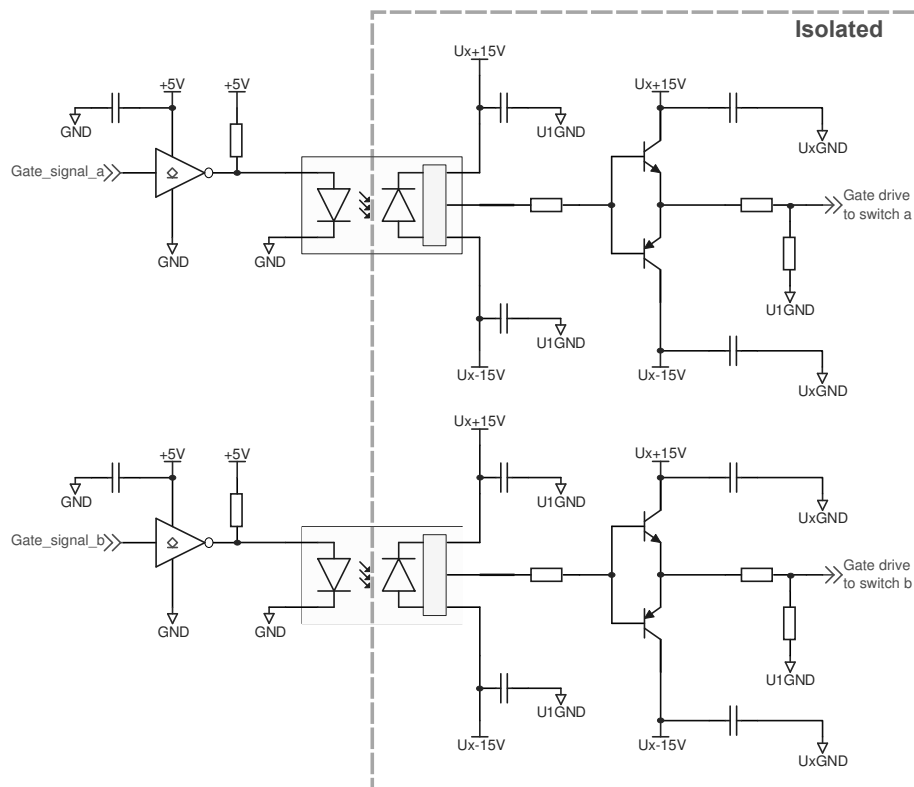 Isolated
Ux+15V
Ux+15V
+5V
+5V
GND
U1GND
UxGND
Gate_signal_a
Gate drive
to switch a
GND
GND
U1GND
U1GND
Ux-15V
Ux-15V
UxGND
Ux+15V
Ux+15V
+5V
+5V
GND
U1GND
UxGND
Gate_signal_b
Gate drive
to switch b
GND
GND
U1GND
U1GND
Ux-15V
Ux-15V
UxGND